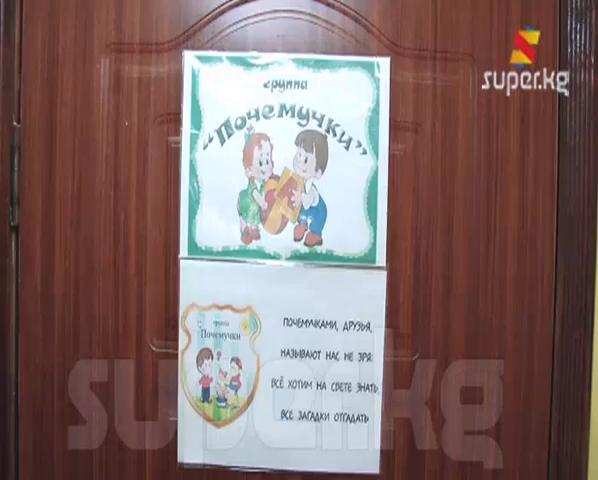 super.kg
группа
"Почемучки"
группа
Почемучки
ПОЧЕМУЧКАМИ, ДРУЗЬЯ,
НАЗЫВАЮТ НАС НЕ ЗРЯ.
ВСЁ ХОТИМ НА СВЕТЕ ЗНАТЬ,
ВСЕ ЗАГАДКИ ОТГАДАТЬ
super.kg